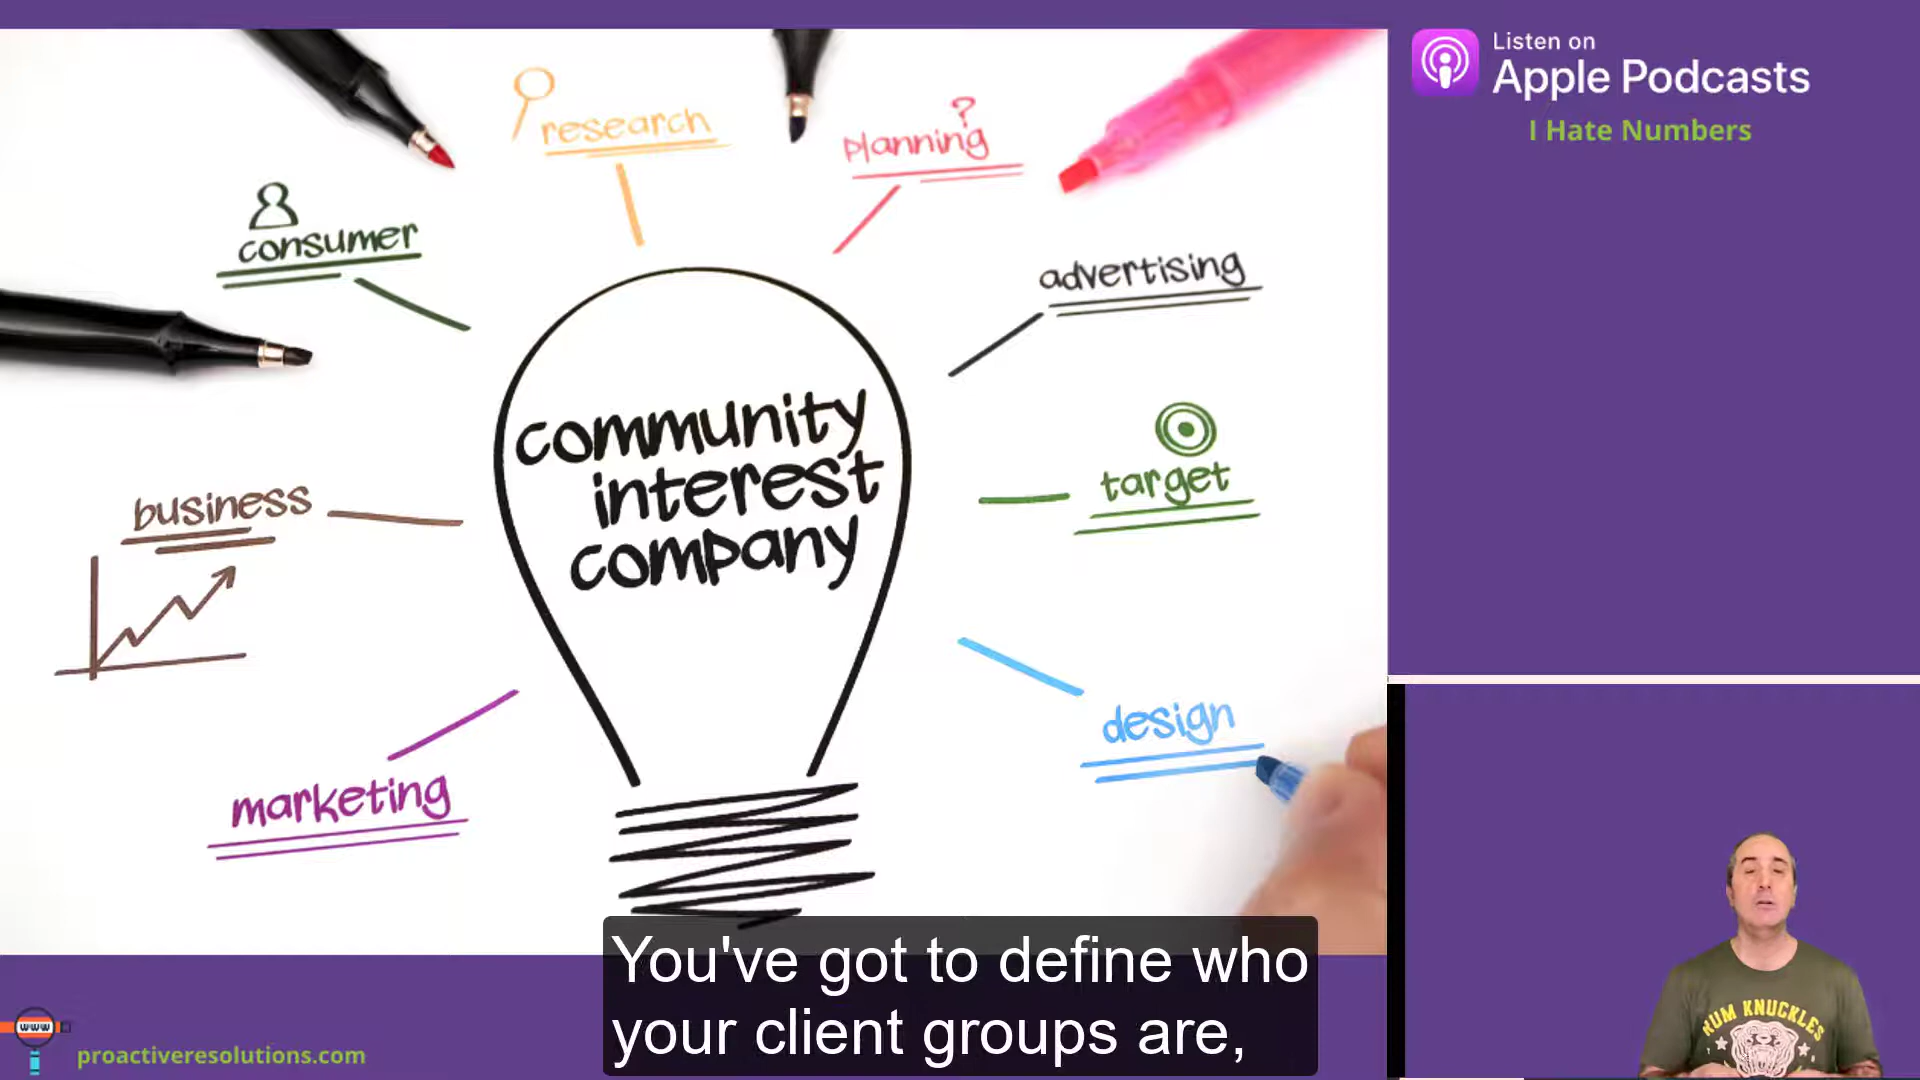 Listen on
Apple Podcasts
I Hate Numbers
research
?
planning
consumer
advertising
community
interest
company
target
business
design
marketing
You've got to define who
your client groups are,
www
proactiveresolutions.com
NUM KNUCKLES